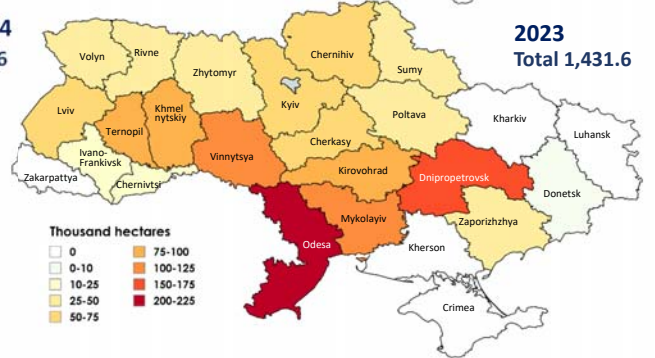 4
6
2023
Total 1,431.6
Volyn
Rivne
Zhytomyr
Chernihiv
Sumy
Kyiv
Lviv
Ternopil
Khmel
nytskiy
Poltava
Kharkiv
Luhansk
Cherkasy
Ivano-
Frankivsk
Vinnytsya
Zakarpattya
Chernivtsi
Kirovohrad
Dnipropetrovsk
Donetsk
Mykolayiv
Zaporizhzhya
Odesa
Kherson
Crimea
Thousand hectares
0
0-10
10-25
25-50
50-75
75-100
100-125
150-175
200-225